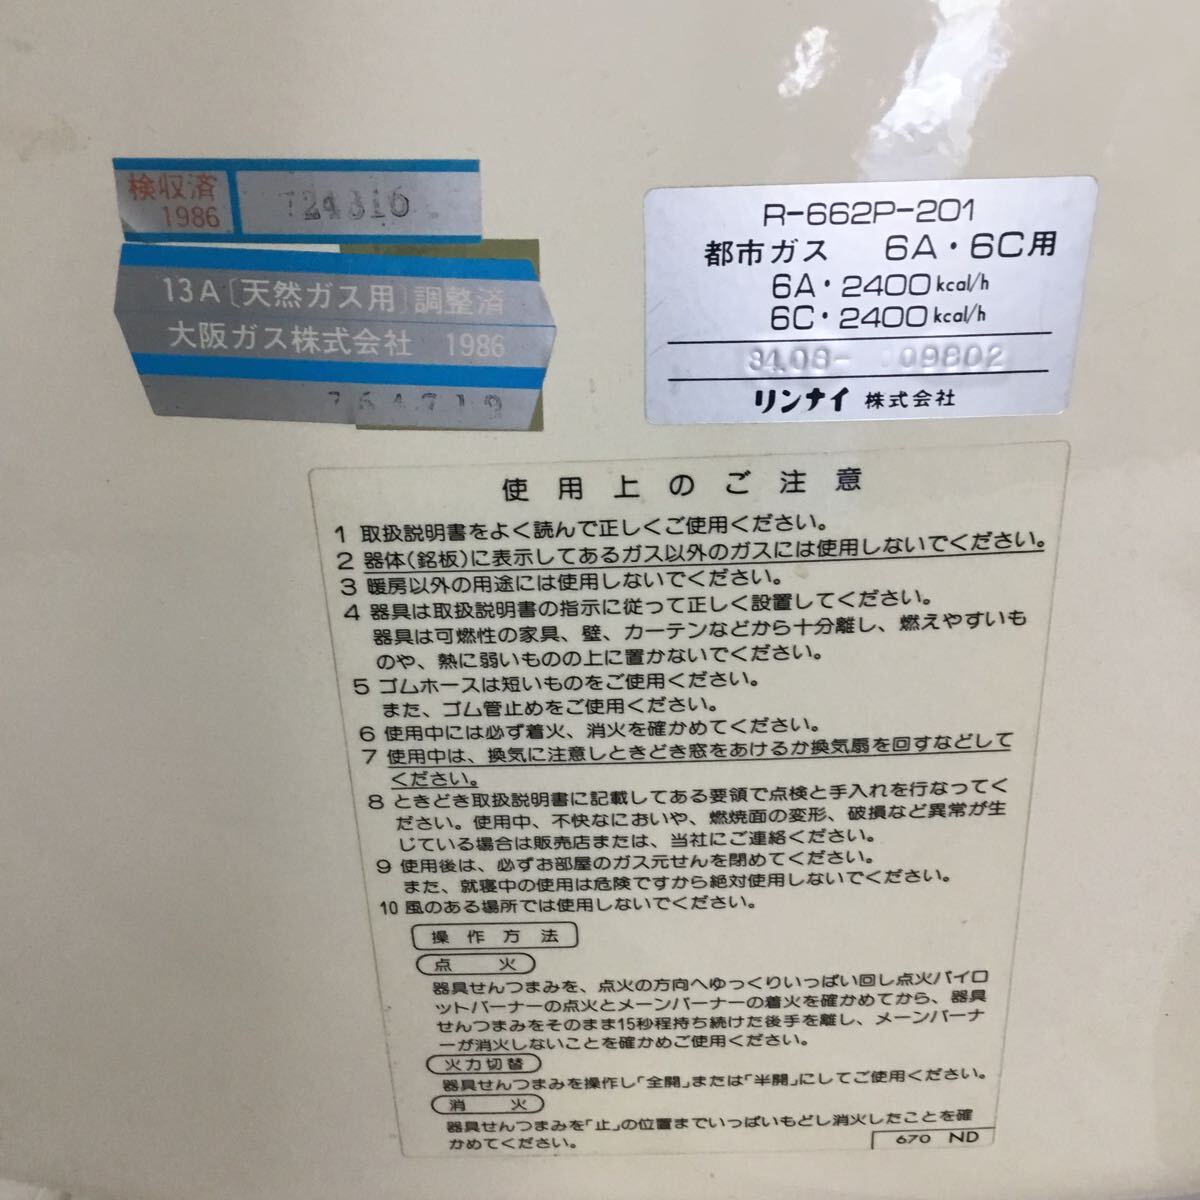 検収済
1986
724316
13A〔天然ガス用〕調整済
大阪ガス株式会社 1986
764719
R-662P-201
都市ガス 6A・6C用
6A・2400kcal/h
6C・2400kcal/h
84.08- 009802
リンナイ株式会社
使用上のご注意
1 取扱説明書をよく読んで正しくご使用ください。
2 器体(銘板)に表示してあるガス以外のガスには使用しないでください。
3 暖房以外の用途には使用しないでください。
4 器具は取扱説明書の指示に従って正しく設置してください。
器具は可燃性の家具、壁、カーテンなどから十分離し、燃えやすいも
のや、熱に弱いものの上に置かないでください。
5 ゴムホースは短いものをご使用ください。
また、ゴム管止めをご使用ください。
6 使用中には必ず着火、消火を確かめてください。
7 使用中は、換気に注意しときどき窓をあけるか換気扇を回すなどして
ください。
8 ときどき取扱説明書に記載してある要領で点検と手入れを行なってく
ださい。使用中、不快なにおいや、燃焼面の変形、破損など異常が生
じている場合は販売店または、当社にご連絡ください。
9 使用後は、必ずお部屋のガス元せんを閉めてください。
また、就寝中の使用は危険ですから絶対使用しないでください。
10 風のある場所では使用しないでください。
操作方法
点火
器具せんつまみを、点火の方向へゆっくりいっぱい回し点火パイロ
ットバーナーの点火とメーンバーナーの着火を確かめてから、器具
せんつまみをそのまま15秒程持ち続けた後手を離し、メーンバーナ
ーが消火しないことを確かめご使用ください。
火力切替
器具せんつまみを操作し「全開」または「半開」にしてご使用ください。
消火
器具せんつまみを「止」の位置までいっぱいもどし消火したことを確
かめてください。
670 ND